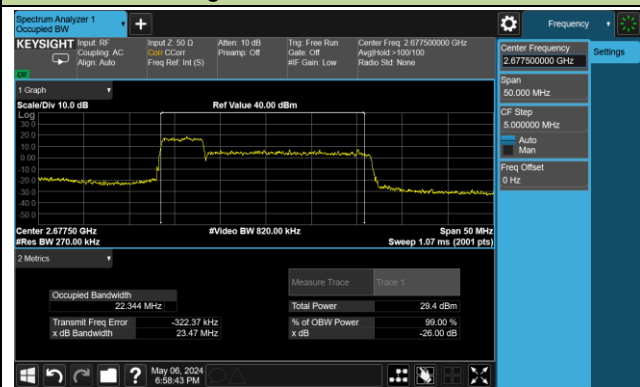 Spectrum Analyzer 1
Occupied BW
+
Frequency
KEYSIGHT
Input: RF
Coupling: AC
Align: Auto
Input Z: 50 Ω
Corr CCorr
Freq Ref: Int (S)
Atten: 10 dB
Preamp: Off
Trig: Free Run
Gate: Off
#IF Gain: Low
Center Freq: 2.677500000 GHz
Avg|Hold:>100/100
Radio Std: None
Center Frequency
2.677500000 GHz
Settings
Span
50.000 MHz
CF Step
5.000000 MHz
Auto
Man
Freq Offset
0 Hz
1 Graph
Scale/Div 10.0 dB
Ref Value 40.00 dBm
Log
30.0
20.0
10.0
0.00
-10.0
-20.0
-30.0
-40.0
-50.0
Center 2.67750 GHz
#Video BW 820.00 kHz
Span 50 MHz
#Res BW 270.00 kHz
Sweep 1.07 ms (2001 pts)
2 Metrics
Measure Trace
Trace 1
Occupied Bandwidth
22.344 MHz
Total Power
29.4 dBm
Transmit Freq Error
-322.37 kHz
% of OBW Power
99.00 %
x dB Bandwidth
23.47 MHz
x dB
-26.00 dB
?
May 06, 2024
6:58:43 PM